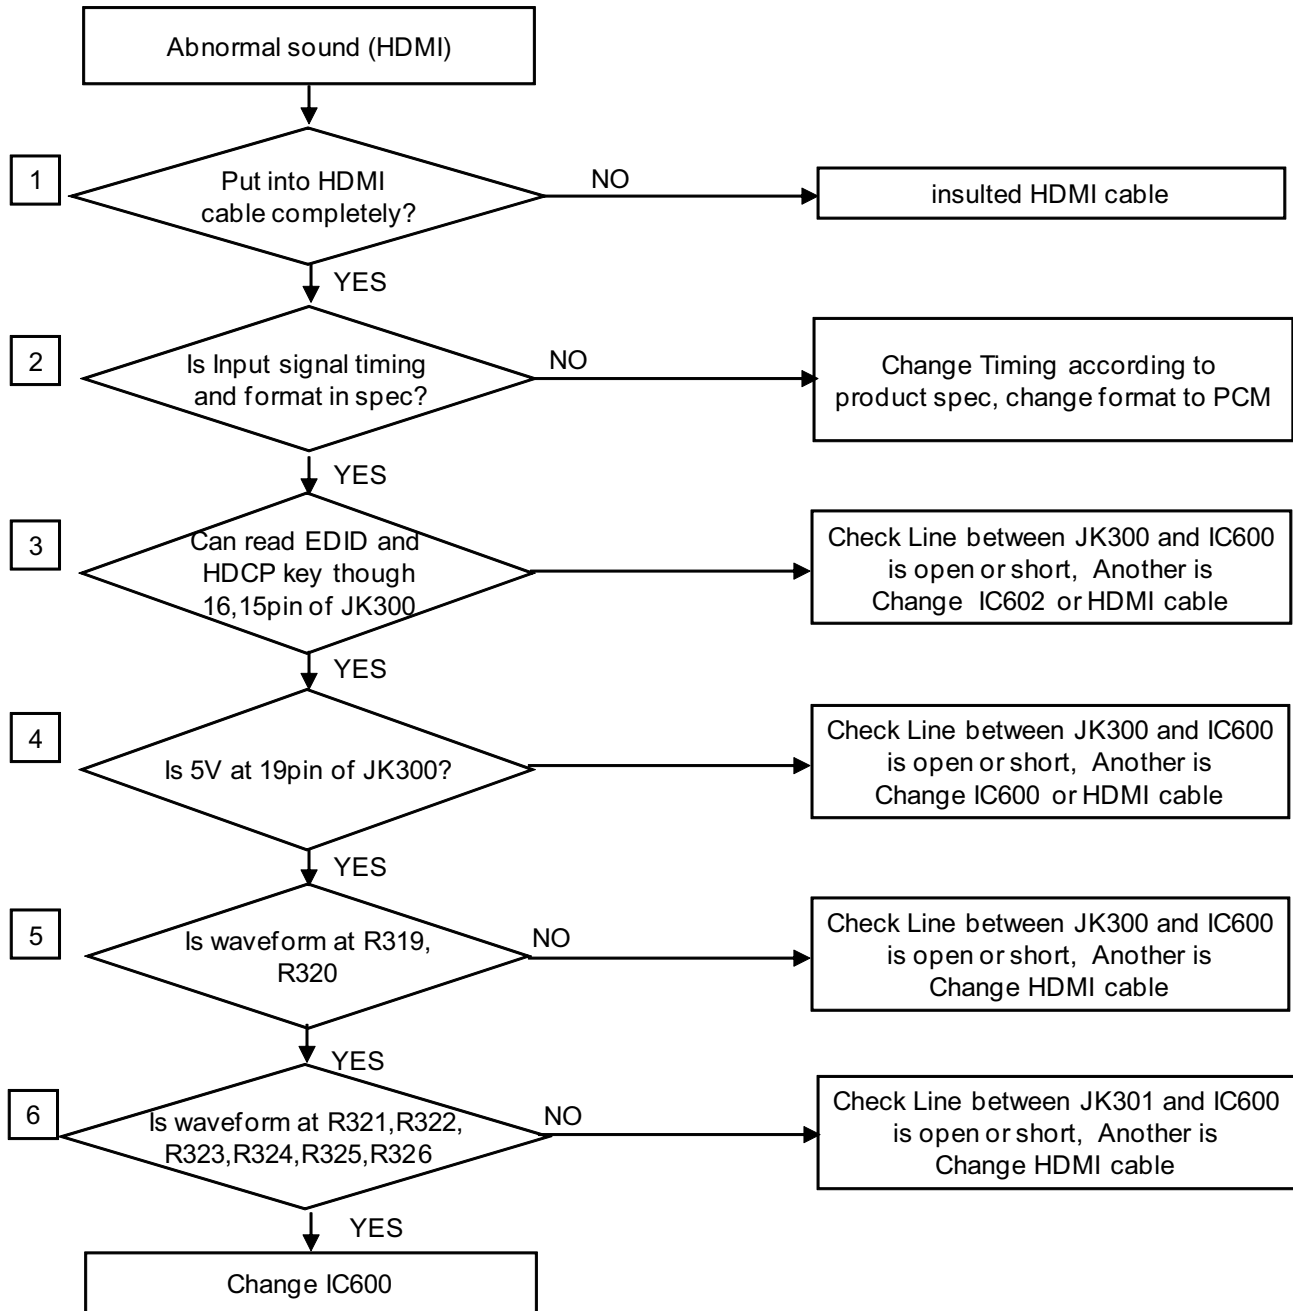 Abnormal sound (HDMI)
1
Put into HDMI
cable completely?
NO
insulted HDMI cable
YES
2
Is Input signal timing
and format in spec?
NO
Change Timing according to
product spec, change format to PCM
YES
3
Can read EDID and
HDCP key though
16,15pin of JK300
Check Line between JK300 and IC600
is open or short, Another is
Change IC602 or HDMI cable
YES
4
Is 5V at 19pin of JK300?
Check Line between JK300 and IC600
is open or short, Another is
Change IC600 or HDMI cable
YES
5
Is waveform at R319,
R320
NO
Check Line between JK300 and IC600
is open or short, Another is
Change HDMI cable
YES
6
Is waveform at R321,R322,
R323,R324,R325,R326
NO
Check Line between JK301 and IC600
is open or short, Another is
Change HDMI cable
YES
Change IC600